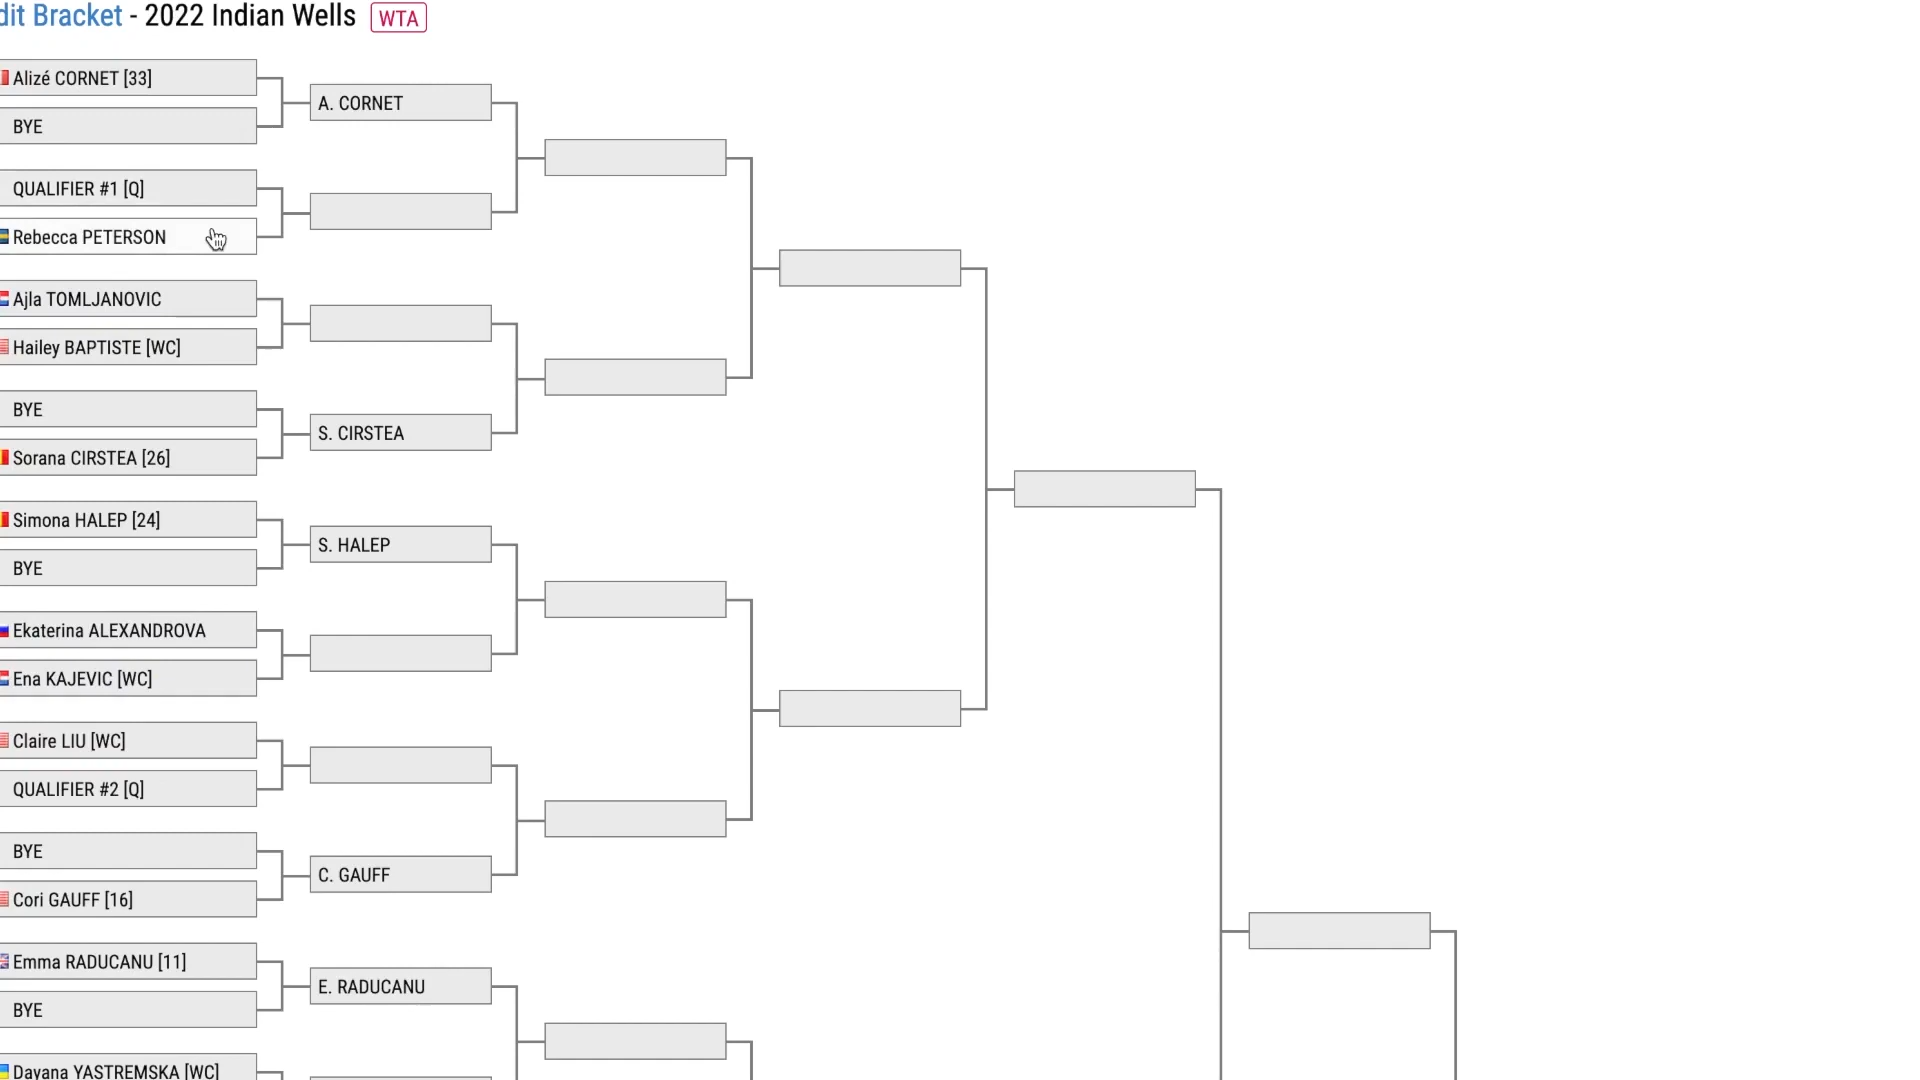 dit Bracket - 2022 Indian Wells WTA
Alizé CORNET [33]
A. CORNET
BYE
QUALIFIER #1 [Q]
Rebecca PETERSON
Ajla TOMLJANOVIC
Hailey BAPTISTE [WC]
BYE
S. CIRSTEA
Sorana CIRSTEA [26]
Simona HALEP [24]
S. HALEP
BYE
Ekaterina ALEXANDROVA
Ena KAJEVIC [WC]
Claire LIU [WC]
QUALIFIER #2 [Q]
BYE
C. GAUFF
Cori GAUFF [16]
Emma RADUCANU [11]
E. RADUCANU
BYE
Dayana YASTREMSKA [WC]